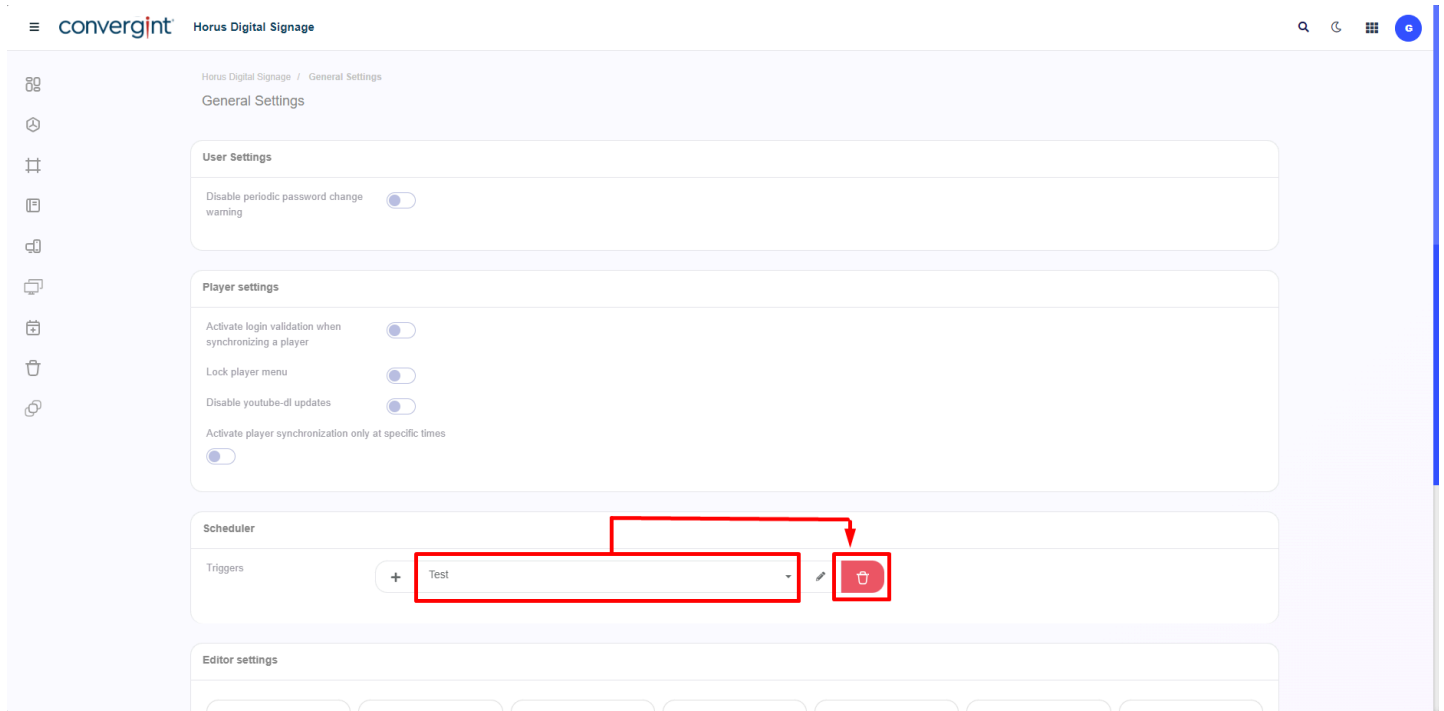 convergint Horus Digital Signage
G
Horus Digital Signage / General Settings
General Settings
User Settings
Disable periodic password change
warning
Player settings
Activate login validation when
synchronizing a player
Lock player menu
Disable youtube-dl updates
Activate player synchronization only at specific times
Scheduler
Triggers
Test
Editor settings